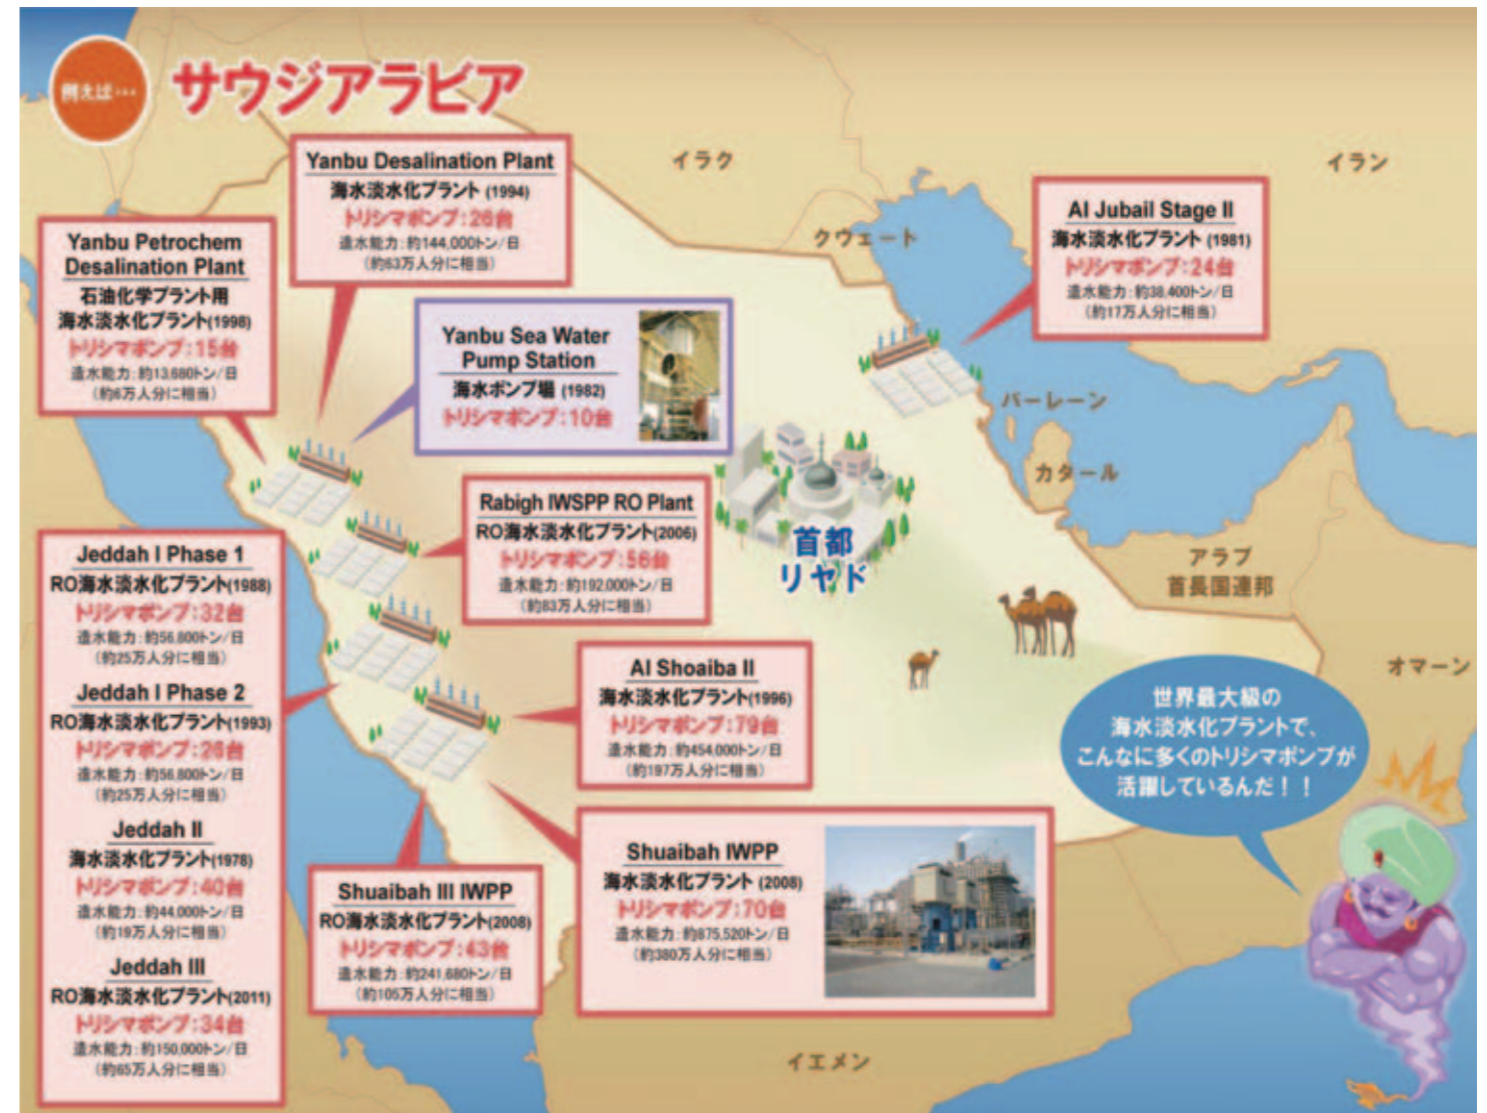 例えば…
サウジアラビア
Yanbu Desalination Plant
海水淡水化プラント (1994)
トリシマポンプ:26台
造水能力:約144,000トン/日
(約63万人分に相当)
Yanbu Petrochem
Desalination Plant
石油化学プラント用
海水淡水化プラント(1998)
トリシマポンプ:15台
造水能力:約13,680トン/日
(約6万人分に相当)
Yanbu Sea Water
Pump Station
海水ポンプ場 (1982)
トリシマポンプ:10台
Al Jubail Stage II
海水淡水化プラント (1981)
トリシマポンプ:24台
造水能力:約38,400トン/日
(約17万人分に相当)
イラク
イラン
クウェート
バーレーン
カタール
アラブ
首長国連邦
オマーン
イエメン
首都
リヤド
Rabigh IWSPP RO Plant
RO海水淡水化プラント(2006)
トリシマポンプ:56台
造水能力:約192,000トン/日
(約83万人分に相当)
Jeddah I Phase 1
RO海水淡水化プラント(1988)
トリシマポンプ:32台
造水能力:約56,800トン/日
(約25万人分に相当)
Jeddah I Phase 2
RO海水淡水化プラント(1993)
トリシマポンプ:26台
造水能力:約56,800トン/日
(約25万人分に相当)
Jeddah II
海水淡水化プラント(1978)
トリシマポンプ:40台
造水能力:約44,000トン/日
(約19万人分に相当)
Jeddah III
RO海水淡水化プラント(2011)
トリシマポンプ:34台
造水能力:約150,000トン/日
(約65万人分に相当)
Al Shoaiba II
海水淡水化プラント(1996)
トリシマポンプ:79台
造水能力:約454,000トン/日
(約197万人分に相当)
Shuaibah III IWPP
RO海水淡水化プラント(2008)
トリシマポンプ:43台
造水能力:約241,680トン/日
(約105万人分に相当)
Shuaibah IWPP
海水淡水化プラント (2008)
トリシマポンプ:70台
造水能力:約875,520トン/日
(約380万人分に相当)
世界最大級の
海水淡水化プラントで、
こんなに多くのトリシマポンプが
活躍しているんだ！！